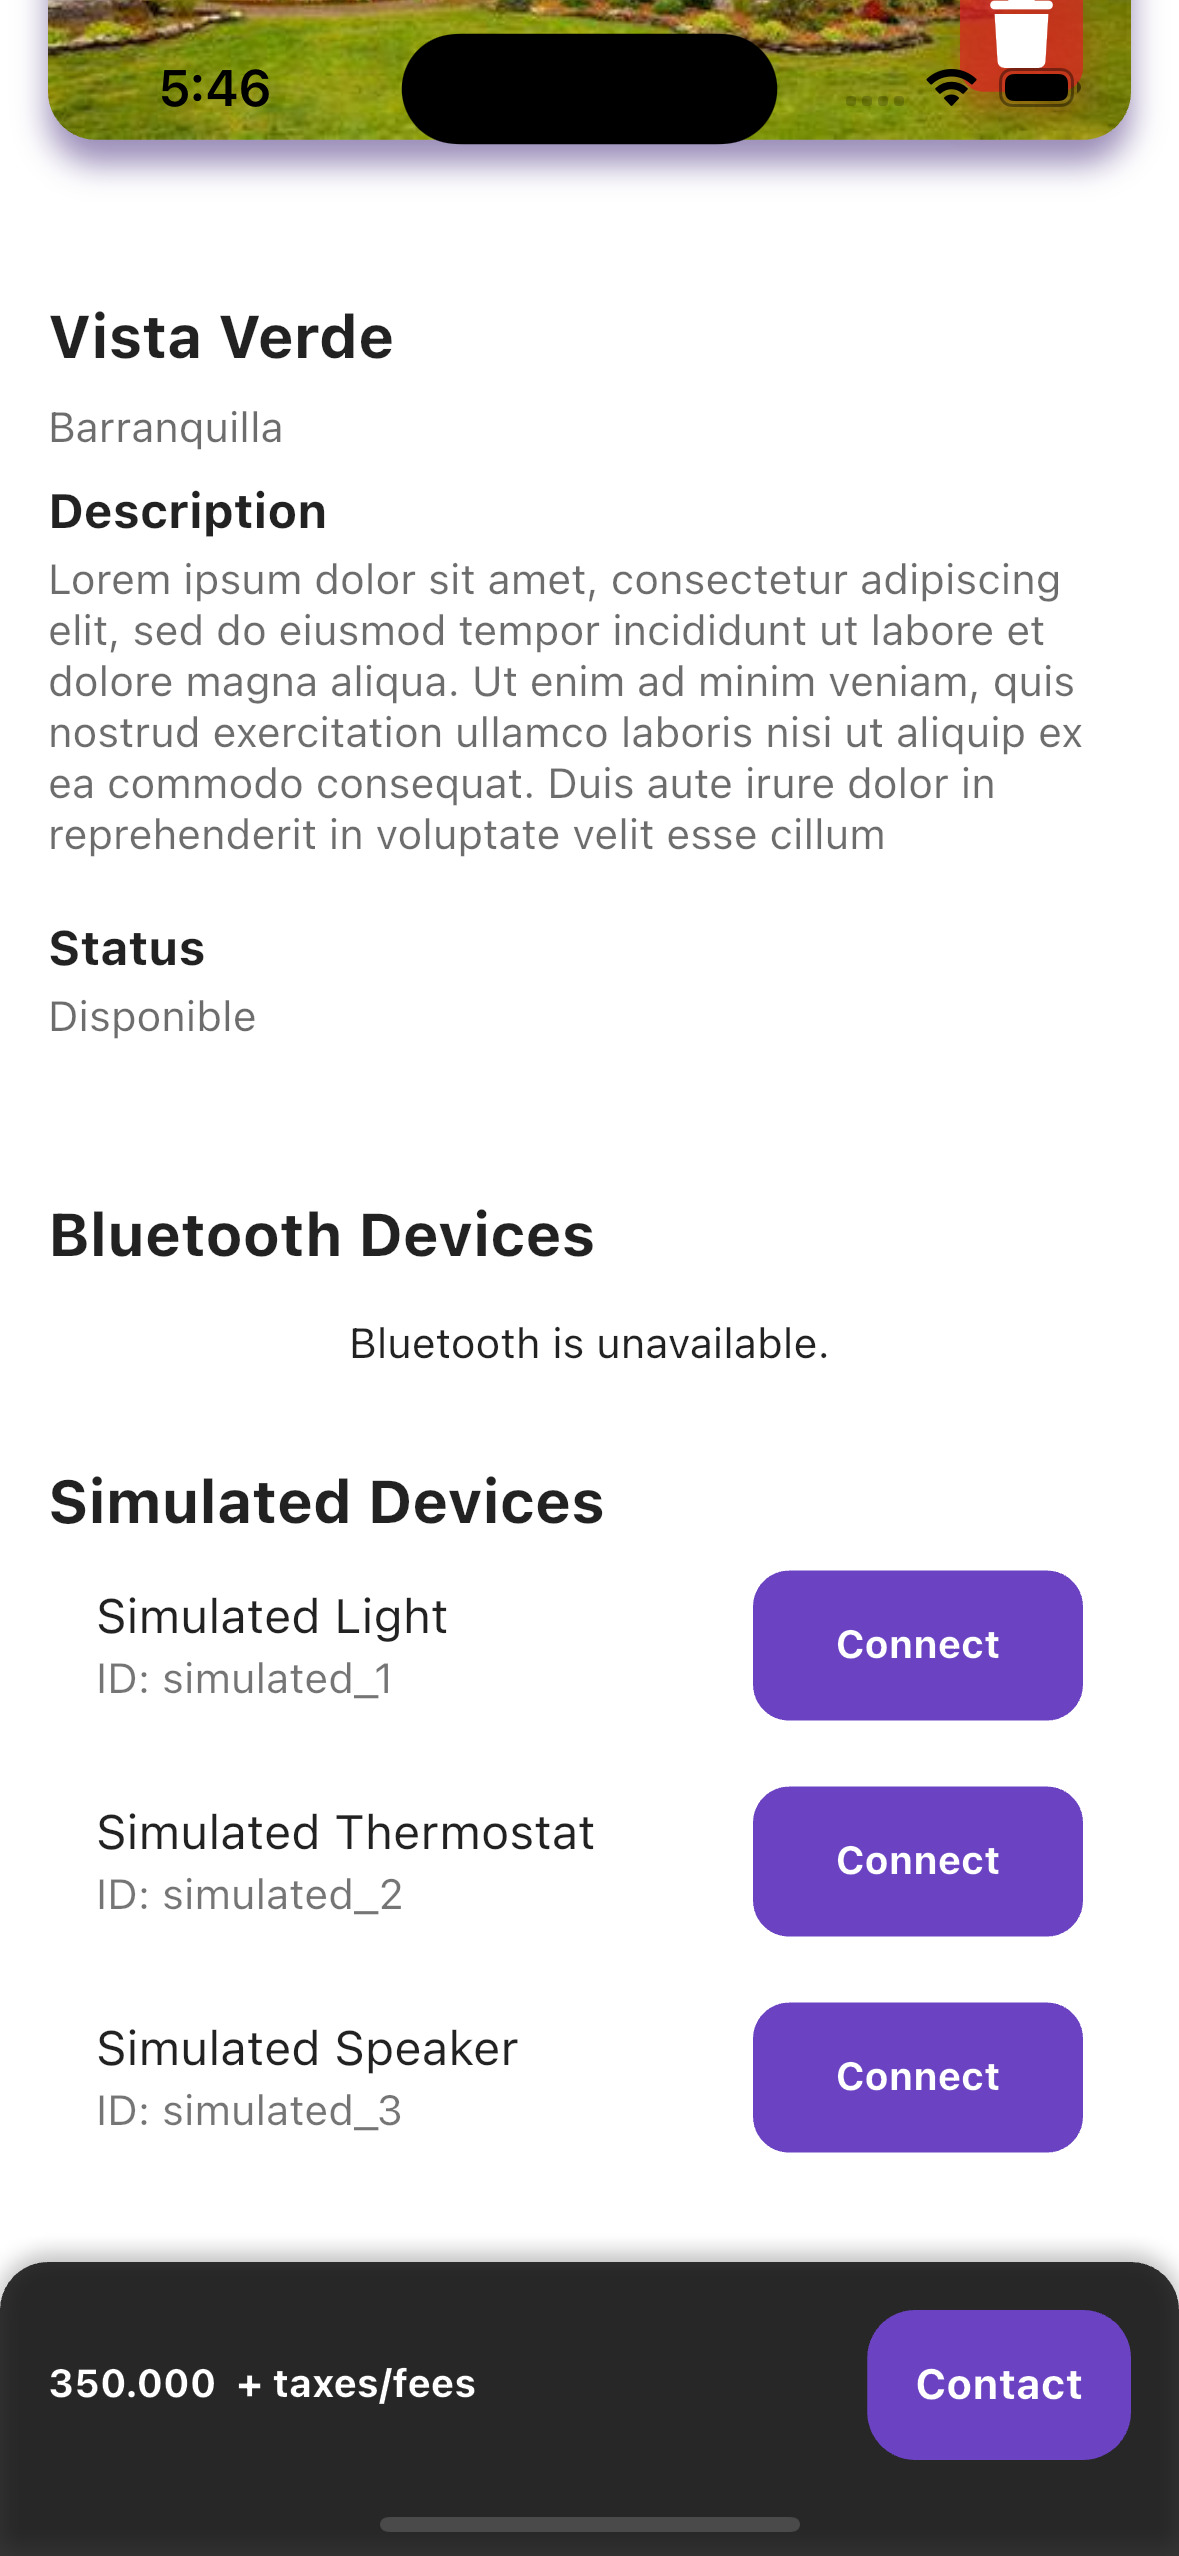 5:46
Vista Verde
Barranquilla
Description
Lorem ipsum dolor sit amet, consectetur adipiscing
elit, sed do eiusmod tempor incididunt ut labore et
dolore magna aliqua. Ut enim ad minim veniam, quis
nostrud exercitation ullamco laboris nisi ut aliquip ex
ea commodo consequat. Duis aute irure dolor in
reprehenderit in voluptate velit esse cillum
Status
Disponible
Bluetooth Devices
Bluetooth is unavailable.
Simulated Devices
Simulated Light
ID: simulated_1
Connect
Simulated Thermostat
ID: simulated_2
Connect
Simulated Speaker
ID: simulated_3
Connect
350.000 + taxes/fees
Contact